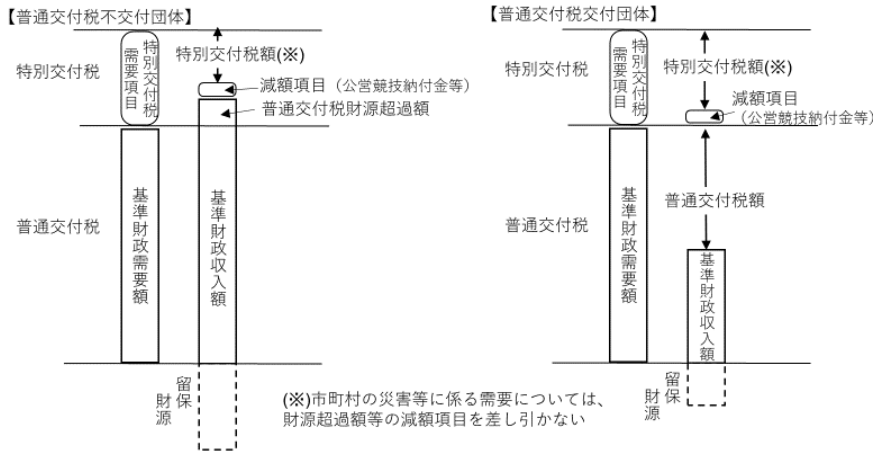 【普通交付税不交付団体】
特別交付税
特別交付税
需要項目
特別交付税額(※)
減額項目（公営競技納付金等）
普通交付税財源超過額
普通交付税
基準財政需要額
基準財政収入額
留保
財源
【普通交付税交付団体】
特別交付税
特別交付税
需要項目
特別交付税額(※)
減額項目
（公営競技納付金等）
普通交付税
基準財政需要額
普通交付税額
基準財政収入額
留保
財源
(※)市町村の災害等に係る需要については、
財源超過額等の減額項目を差し引かない